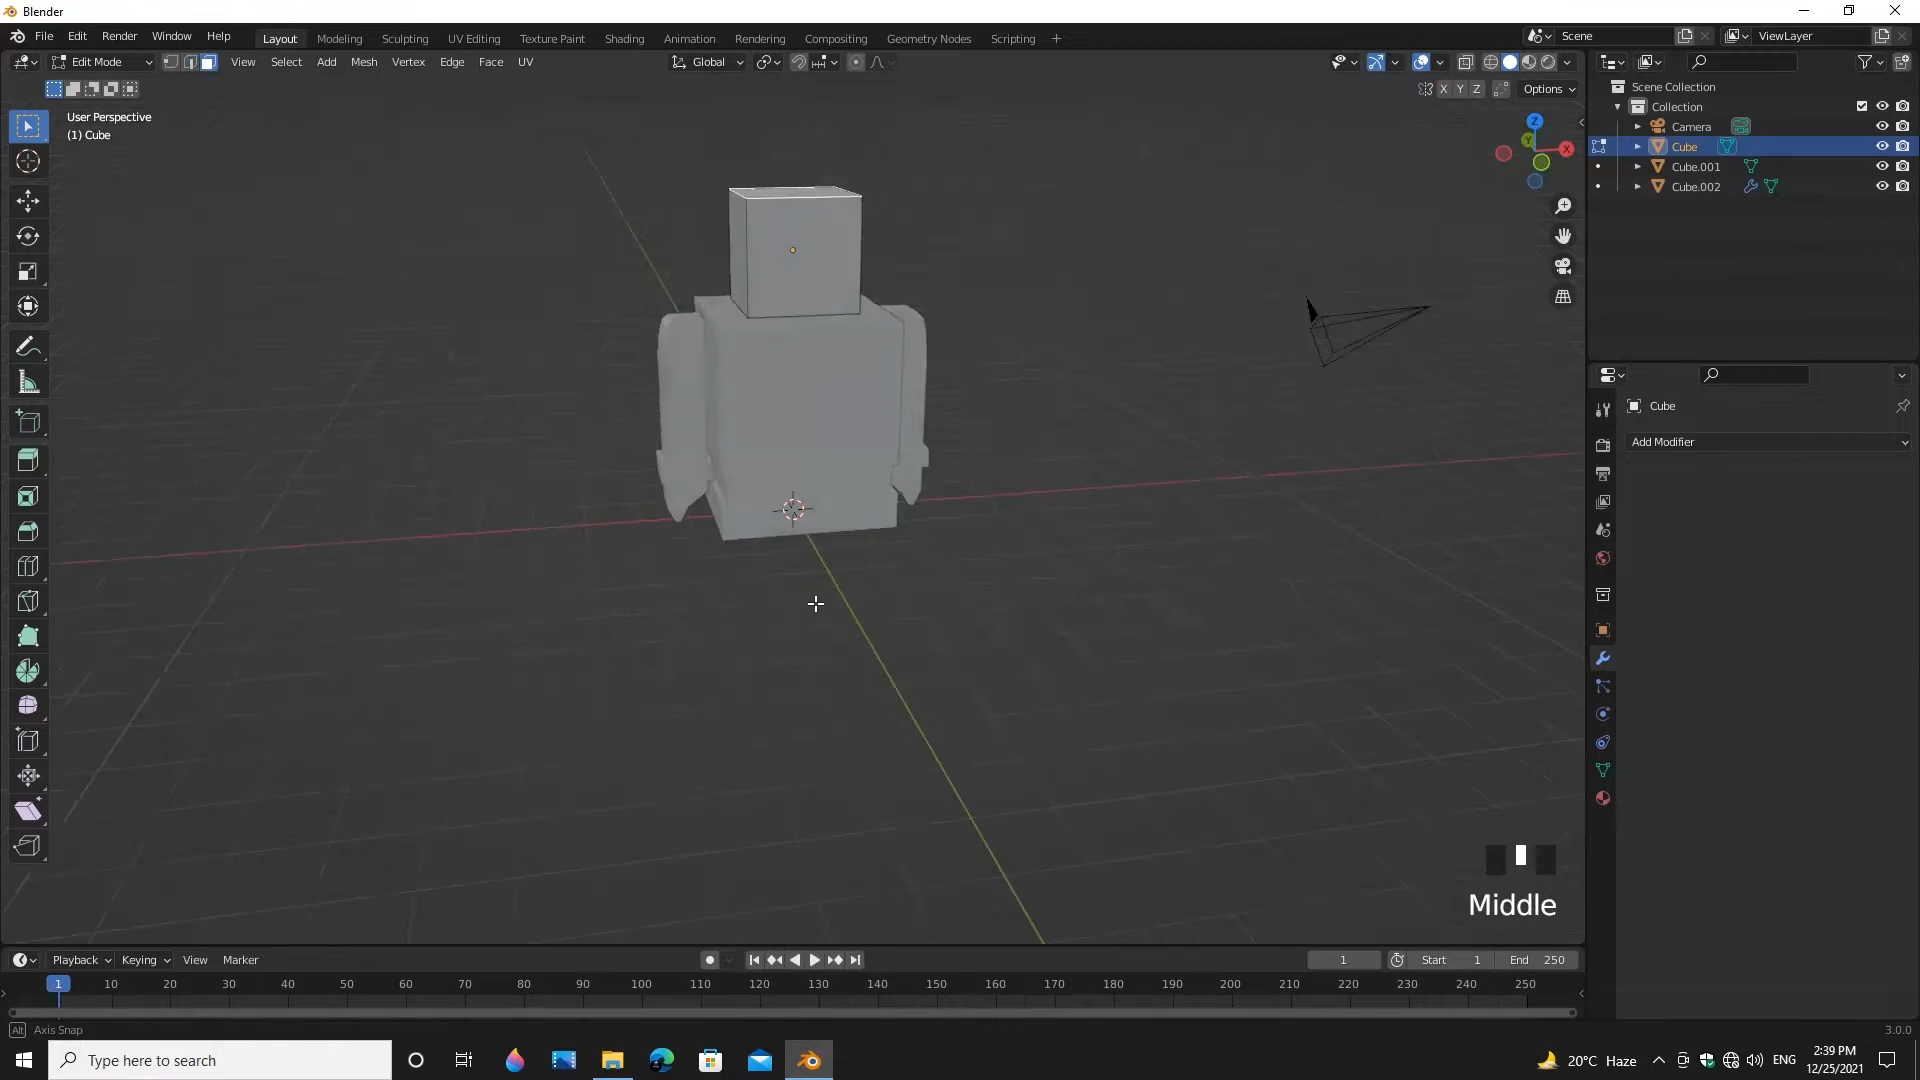 Blender
File Edit Render Window Help Layout Modeling Sculpting UV Editing Texture Paint Shading Animation Rendering Compositing Geometry Nodes Scripting + Scene ViewLayer
Edit Mode View Select Add Mesh Vertex Edge Face UV Global
X Y Z Options
User Perspective
(1) Cube
Z
Y
X
Scene Collection
Collection
Camera
Cube
Cube.001
Cube.002
Cube
Add Modifier
Middle
Playback Keying View Marker 1 Start 1 End 250
1 10 20 30 40 50 60 70 80 90 100 110 120 130 140 150 160 170 180 190 200 210 220 230 240 250
Alt Axis Snap 3.0.0
Type here to search 20°C Haze ENG 2:39 PM
12/25/2021